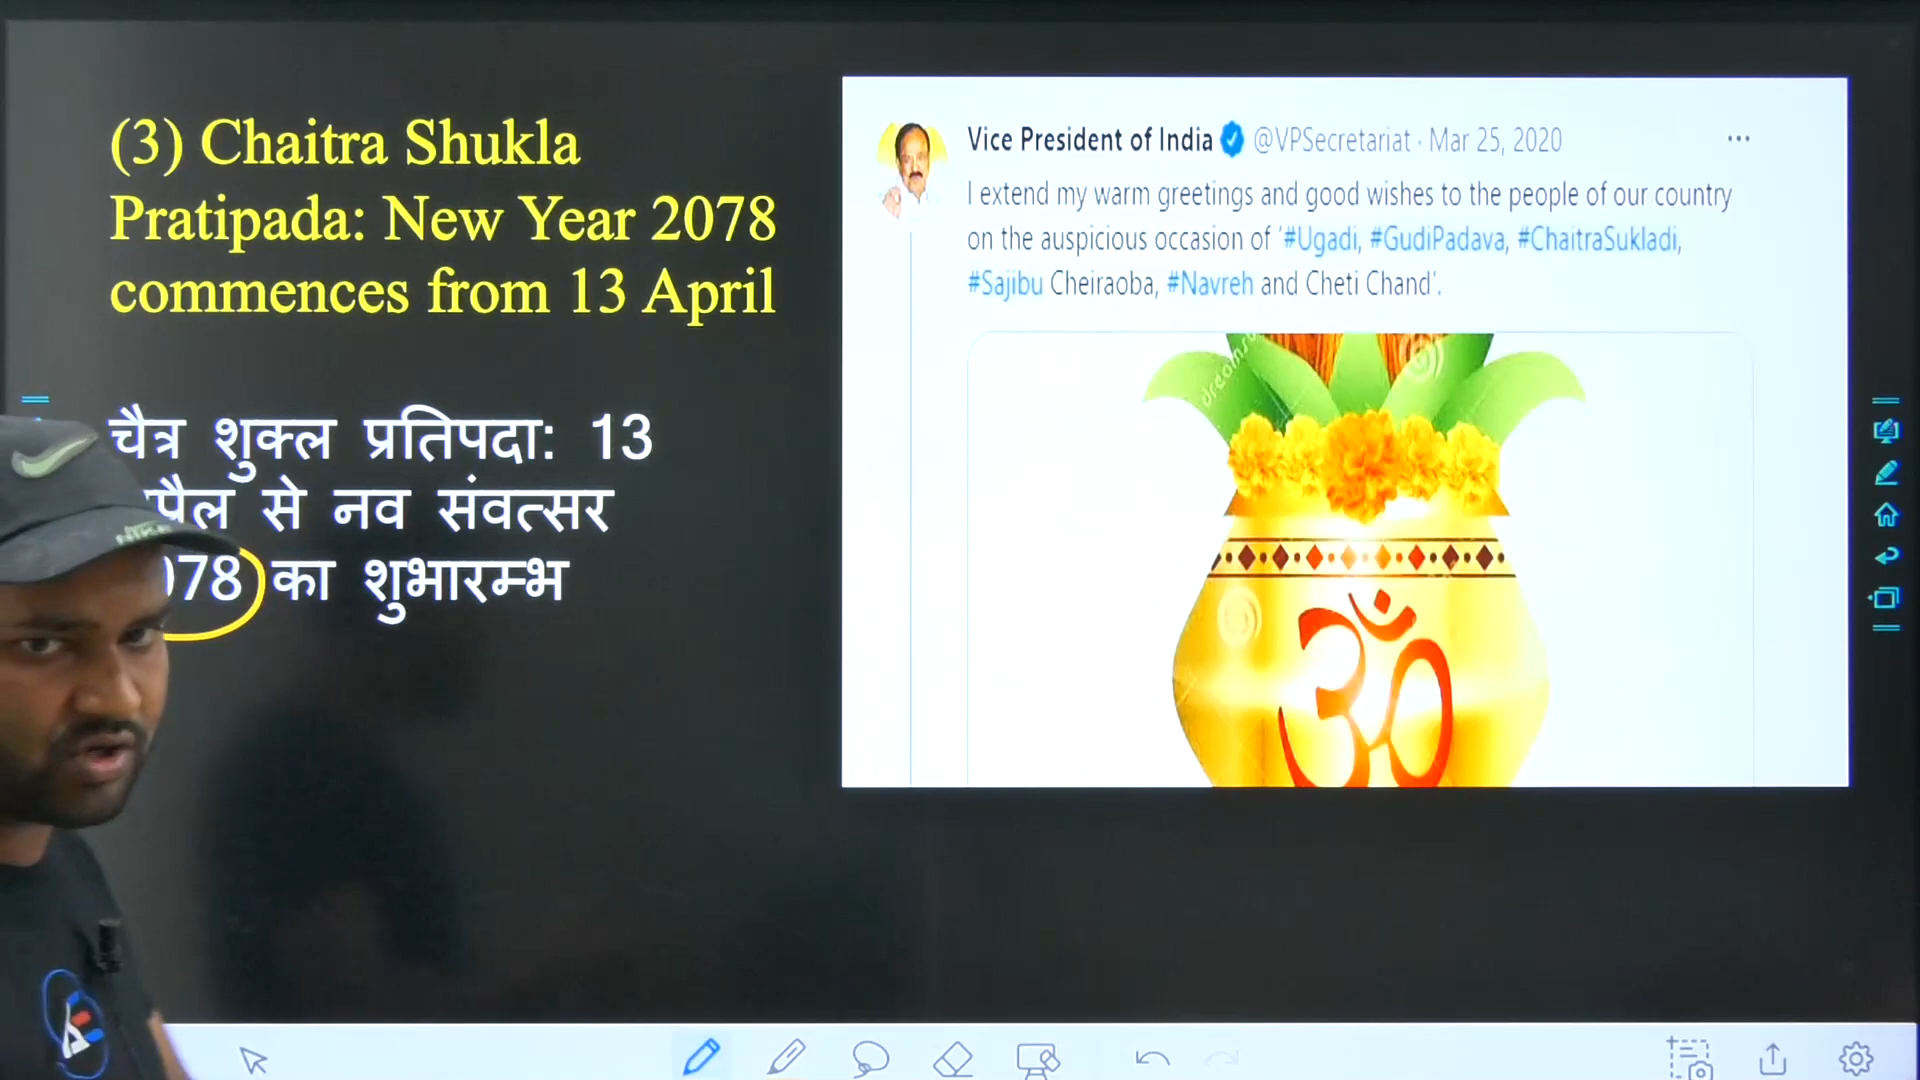 (3) Chaitra Shukla
Pratipada: New Year 2078
commences from 13 April
चैत्र शुक्ल प्रतिपदा: 13
से नव संवत्सर
का शुभारम्भ
Vice President of India @VPSecretariat · Mar 25, 2020
I extend my warm greetings and good wishes to the people of our country
on the auspicious occasion of '#Ugadi, #GudiPadava, #ChaitraSukladi,
#Sajibu Cheiraoba, #Navreh and Cheti Chand'.
ॐ